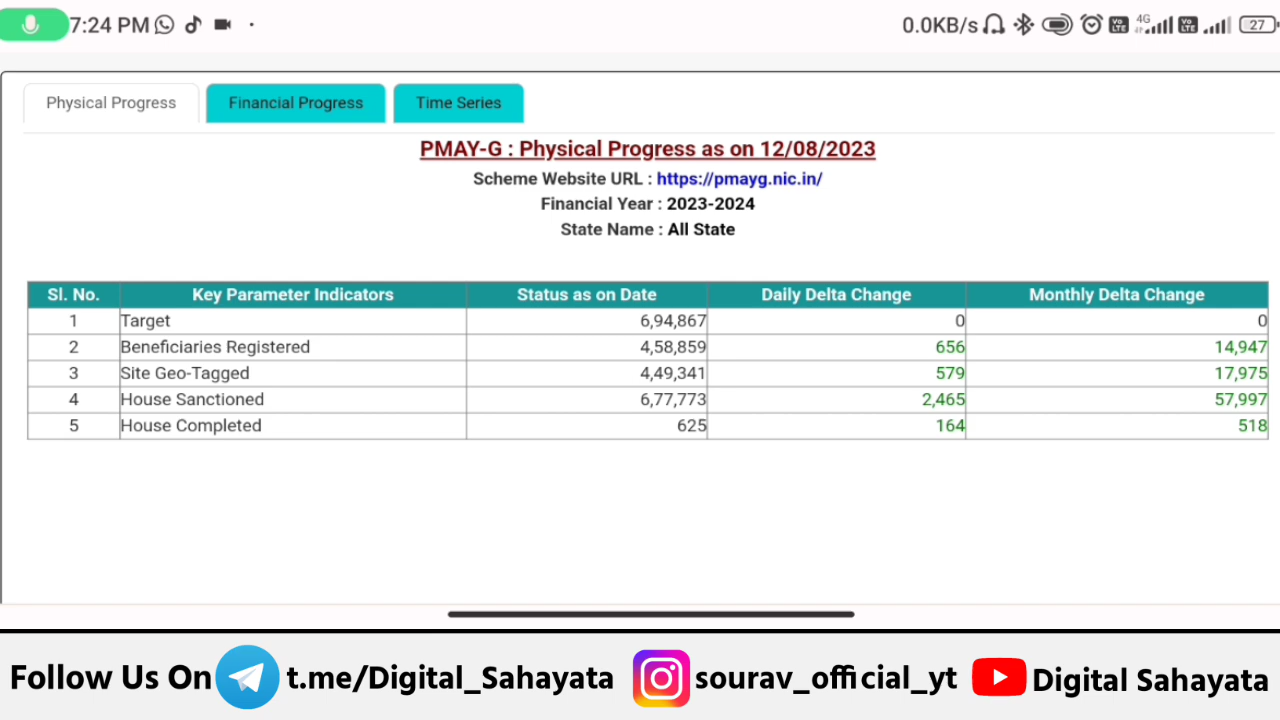 7:24 PM 0.0KB/s 4G 27
Physical Progress Financial Progress Time Series
PMAY-G : Physical Progress as on 12/08/2023
Scheme Website URL : https://pmayg.nic.in/
Financial Year : 2023-2024
State Name : All State
Sl. No. Key Parameter Indicators Status as on Date Daily Delta Change Monthly Delta Change
1 Target 6,94,867 0 0
2 Beneficiaries Registered 4,58,859 656 14,947
3 Site Geo-Tagged 4,49,341 579 17,975
4 House Sanctioned 6,77,773 2,465 57,997
5 House Completed 625 164 518
Follow Us On t.me/Digital_Sahayata sourav_official_yt Digital Sahayata